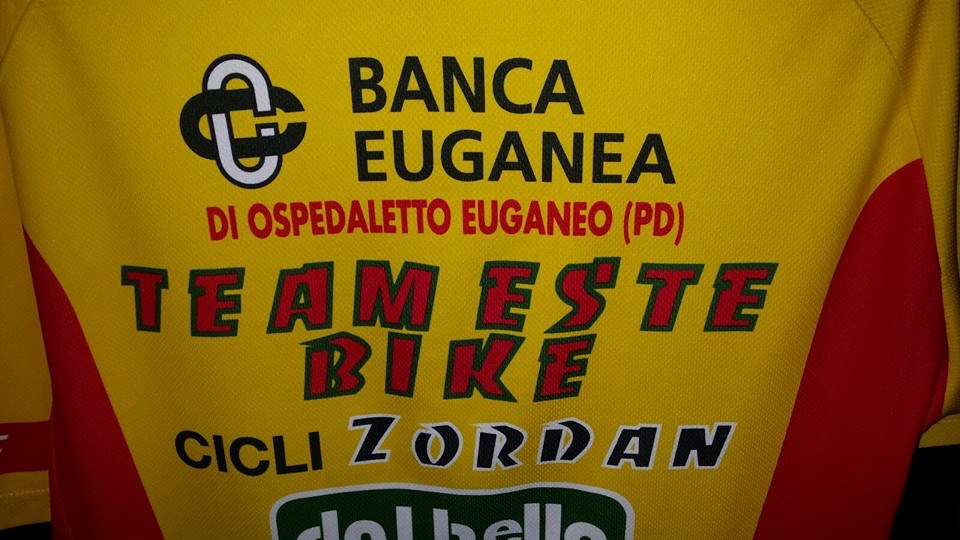 BANCA
EUGANEA
DI OSPEDALETTO EUGANEO (PD)
TEAM ESTE
BIKE
CICLI ZORDAN